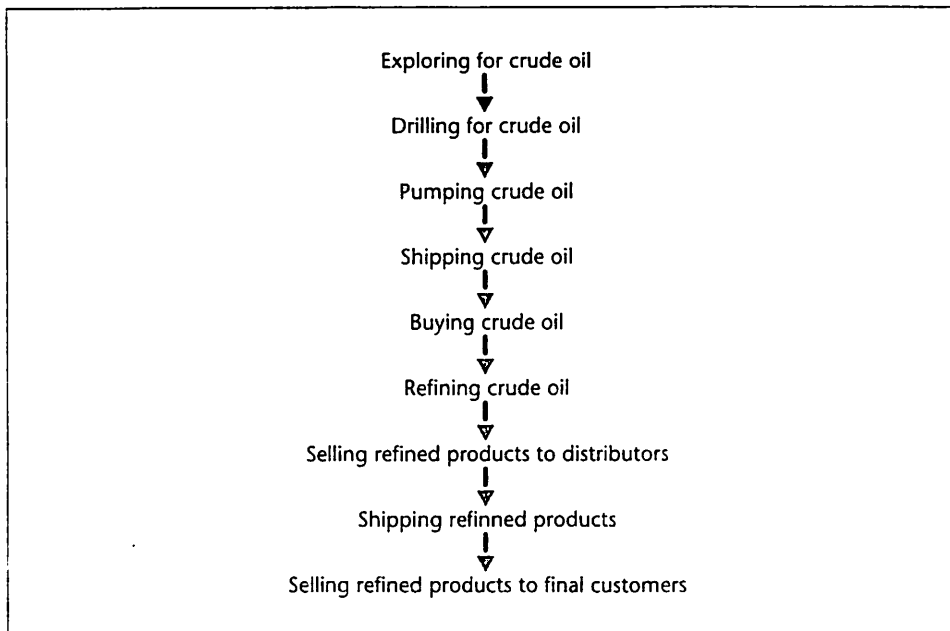 Exploring for crude oil
Drilling for crude oil
Pumping crude oil
Shipping crude oil
Buying crude oil
Refining crude oil
Selling refined products to distributors
Shipping refinned products
Selling refined products to final customers